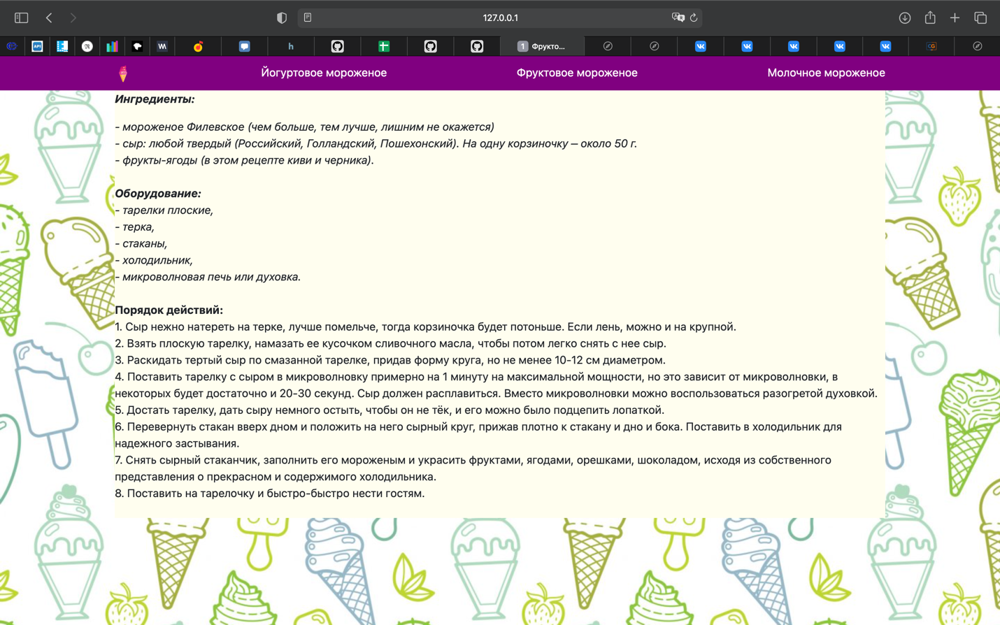 127.0.0.1
API
h
1 Фрукто...
CG
Йогуртовое мороженое
Фруктовое мороженое
Молочное мороженое
Ингредиенты:
- мороженое Филевское (чем больше, тем лучше, лишним не окажется)
- сыр: любой твердый (Российский, Голландский, Пошехонский). На одну корзиночку – около 50 г.
- фрукты-ягоды (в этом рецепте киви и черника).
Оборудование:
- тарелки плоские,
- терка,
- стаканы,
- холодильник,
- микроволновая печь или духовка.
Порядок действий:
1. Сыр нежно натереть на терке, лучше помельче, тогда корзиночка будет потоньше. Если лень, можно и на крупной.
2. Взять плоскую тарелку, намазать ее кусочком сливочного масла, чтобы потом легко снять с нее сыр.
3. Раскидать тертый сыр по смазанной тарелке, придав форму круга, но не менее 10-12 см диаметром.
4. Поставить тарелку с сыром в микроволновку примерно на 1 минуту на максимальной мощности, но это зависит от микроволновки, в
некоторых будет достаточно и 20-30 секунд. Сыр должен расплавиться. Вместо микроволновки можно воспользоваться разогретой духовкой.
5. Достать тарелку, дать сыру немного остыть, чтобы он не тёк, и его можно было подцепить лопаткой.
6. Перевернуть стакан вверх дном и положить на него сырный круг, прижав плотно к стакану и дно и бока. Поставить в холодильник для
надежного застывания.
7. Снять сырный стаканчик, заполнить его мороженым и украсить фруктами, ягодами, орешками, шоколадом, исходя из собственного
представления о прекрасном и содержимого холодильника.
8. Поставить на тарелочку и быстро-быстро нести гостям.